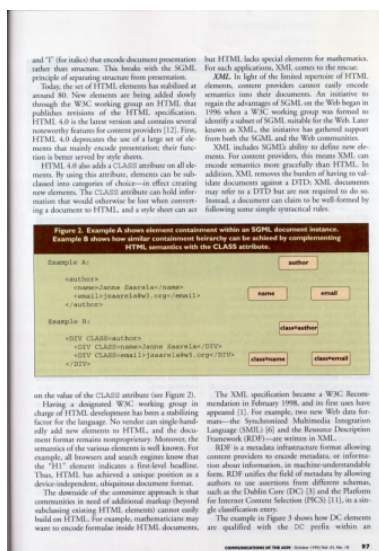 and 'I' (for italics) that encode document presentation
rather than structure. This breaks with the SGML
principle of separating structure from presentation.
Today, the set of HTML elements has stabilized at
around 80. New elements are being added slowly
through the W3C working group on HTML that
publishes revisions of the HTML specification.
HTML 4.0 is the latest version and contains several
noteworthy features for content providers [12]. First,
HTML 4.0 deprecates the use of a large set of ele-
ments that mainly encode presentation; their func-
tion is better served by style sheets.
HTML 4.0 also adds a CLASS attribute on all ele-
ments. By using this attribute, elements can be sub-
classed into categories of choice—in effect creating
new elements. The CLASS attribute can hold infor-
mation that would otherwise be lost when convert-
ing a document to HTML, and a style sheet can act
but HTML lacks special elements for mathematics.
For such applications, XML comes to the rescue.
XML. In light of the limited repertoire of HTML
elements, content providers cannot easily encode
semantics into their documents. An initiative to
regain the advantages of SGML on the Web began in
1996 when a W3C working group was formed to
identify a subset of SGML suitable for the Web. Later
known as XML, the initiative has gathered support
from both the SGML and the Web communities.
XML includes SGML's ability to define new ele-
ments. For content providers, this means XML can
encode semantics more gracefully than HTML. In
addition, XML removes the burden of having to val-
idate documents against a DTD; XML documents
may refer to a DTD but are not required to do so.
Instead, a document can claim to be well-formed by
following some simple syntactical rules.
Figure 2. Example A shows element containment within an SGML document instance.
Example B shows how similar containment heirarchy can be achieved by complementing
HTML semantics with the CLASS attribute.
Example A:
<author>
<name>Janne Saarela</name>
<email>jsaarela@w3.org</email>
</author>
Example B:
<DIV CLASS=author>
<DIV CLASS=name>Janne Saarela</DIV>
<DIV CLASS=email>jsaarela@w3.org</DIV>
</DIV>
author
name email
class=author
class=name class=email
on the value of the CLASS attribute (see Figure 2).
Having a designated W3C working group in
charge of HTML development has been a stabilizing
factor for the language. No vendor can single-hand-
edly add new elements to HTML, and the docu-
ment format remains nonproprietary. Moreover, the
semantics of the various elements is well known. For
example, all browsers and search engines know that
the "H1" element indicates a first-level headline.
Thus, HTML has achieved a unique position as a
device-independent, ubiquitous document format.
The downside of the committee approach is that
communities in need of additional markup (beyond
subclassing existing HTML elements) cannot easily
build on HTML. For example, mathematicians may
want to encode formulae inside HTML documents,
The XML specification became a W3C Recom-
mendation in February 1998, and its first uses have
appeared [1]. For example, two new Web data for-
mats—the Synchronized Multimedia Integration
Language (SMIL) [6] and the Resource Description
Framework (RDF)—are written in XML.
RDF is a metadata infrastructure format allowing
content providers to encode metadata, or informa-
tion about information, in machine-understandable
form. RDF unifies the field of metadata by allowing
authors to use assertions from different schemas,
such as the Dublin Core (DC) [3] and the Platform
for Internet Content Selection (PICS) [11], in a sin-
gle classification entry.
The example in Figure 3 shows how DC elements
are qualified with the DC prefix within an
COMMUNICATIONS OF THE ACM October 1999/Vol. 42, No. 10 97